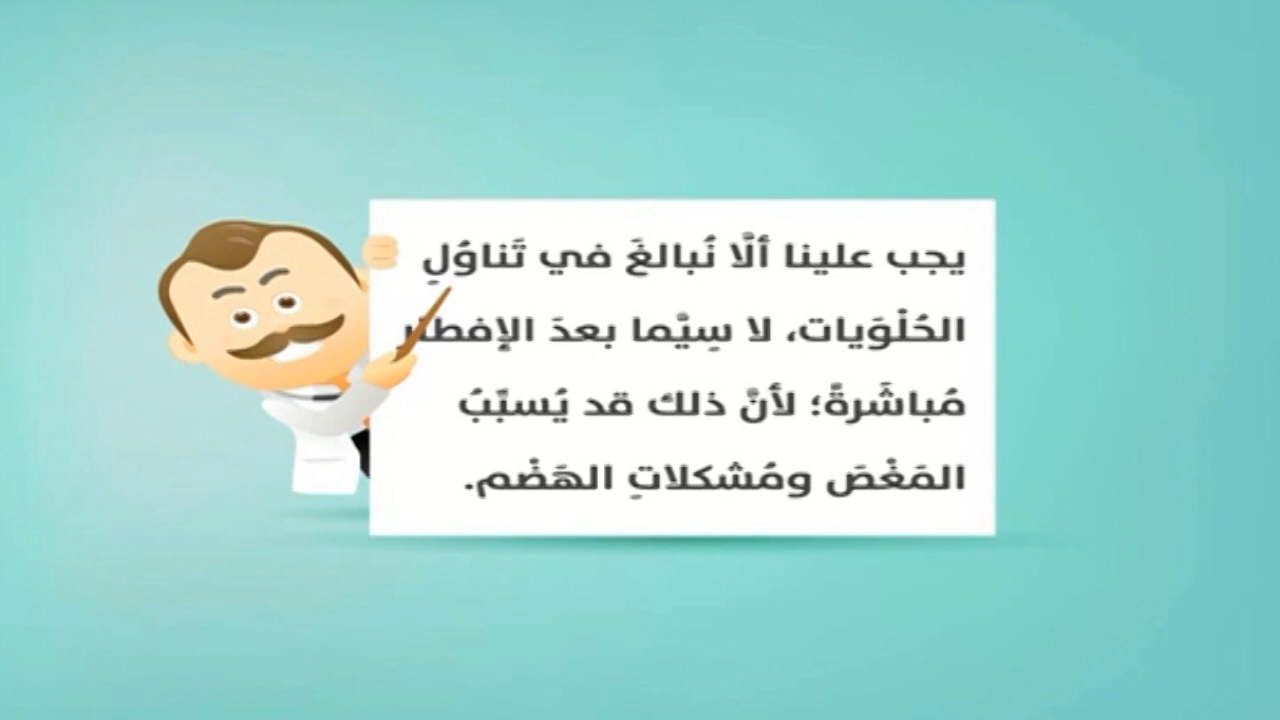 يجب علينا ألَّا نُبالغَ في تَناوُلِ
الحُلْوَيات، لا سِيَّما بعدَ الإفطار
مُباشَرةً؛ لأنَّ ذلك قد يُسبِّبُ
المَغْصَ ومُشكلاتِ الهَضْم.